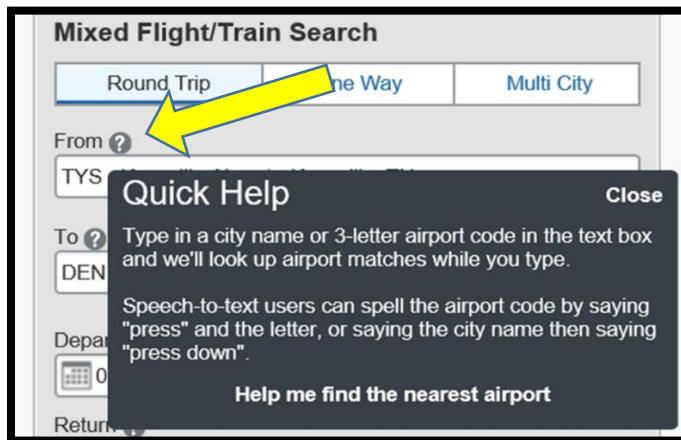 Mixed Flight/Train Search
Round Trip
Way
Multi City
From ?
TYS
Quick Help
Close
To ?
Type in a city name or 3-letter airport code in the text box
and we'll look up airport matches while you type.
DEN
Speech-to-text users can spell the airport code by saying
"press" and the letter, or saying the city name then saying
"press down".
0
Help me find the nearest airport
Return